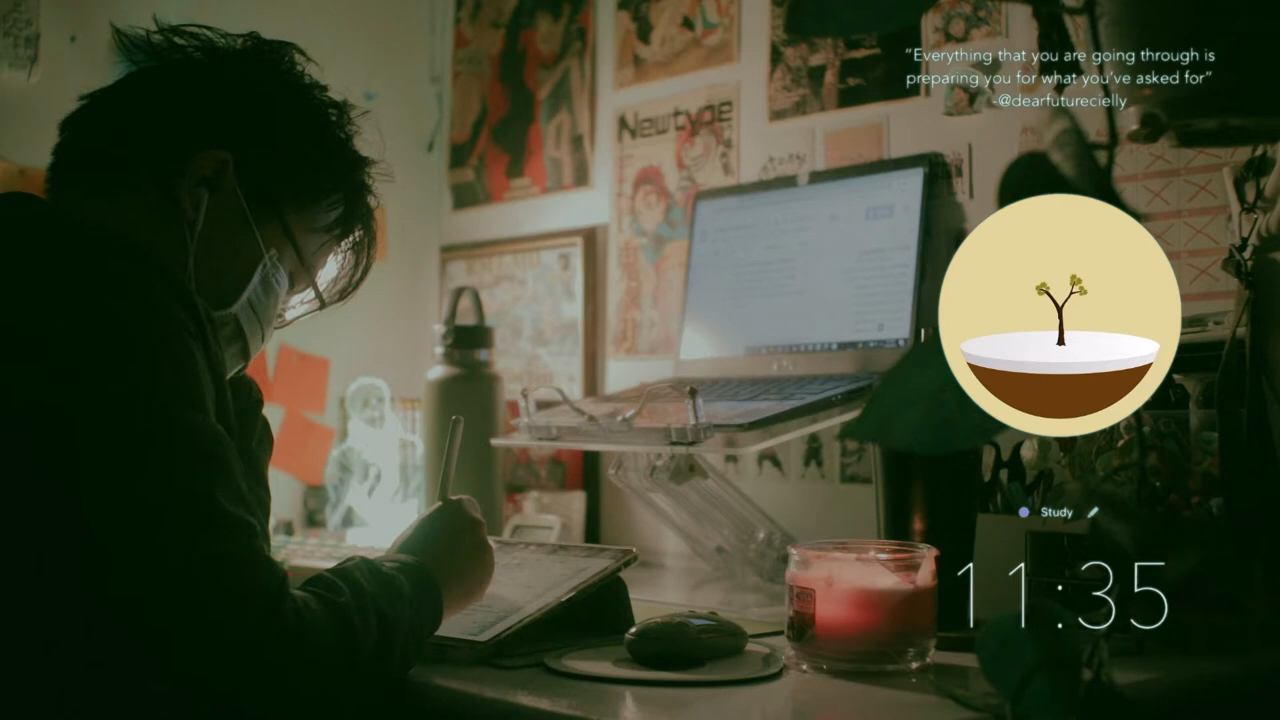 "Everything that you are going through is
preparing you for what you've asked for"
-@dearfuturecielly
Newtype
Study
11:35